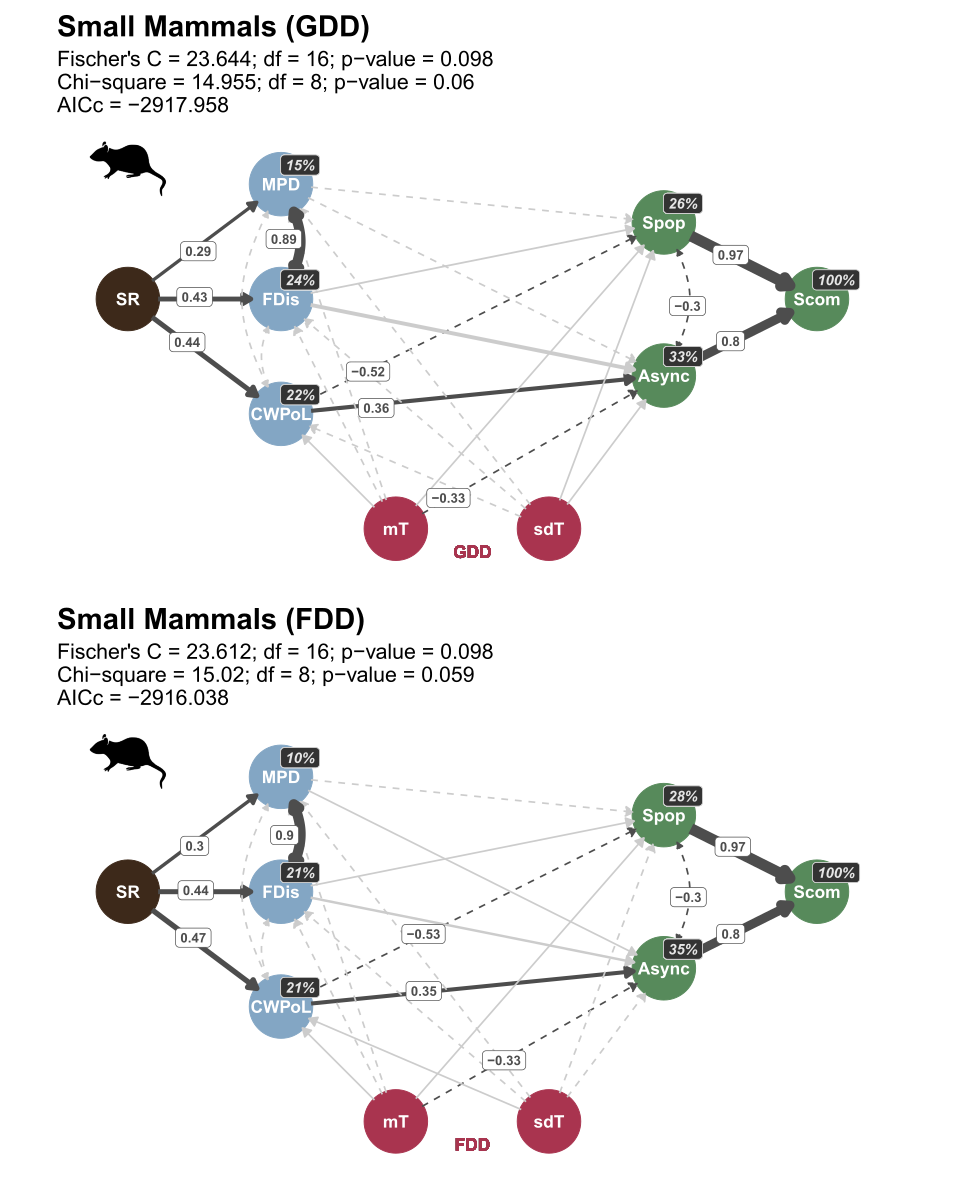 Small Mammals (GDD)
Fischer's C = 23.644; df = 16; p−value = 0.098
Chi−square = 14.955; df = 8; p−value = 0.06
AICc = −2917.958
15%
MPD
26%
Spop
0.29
0.89
0.97
24%
100%
SR
0.43
FDis
−0.3
Scom
0.44
0.8
33%
−0.52
Async
22%
0.36
CWPoL
−0.33
mT
sdT
GDD
Small Mammals (FDD)
Fischer's C = 23.612; df = 16; p−value = 0.098
Chi−square = 15.02; df = 8; p−value = 0.059
AICc = −2916.038
10%
MPD
28%
Spop
0.3
0.9
0.97
21%
100%
SR
0.44
FDis
−0.3
Scom
0.47
−0.53
0.8
35%
Async
21%
0.35
CWPoL
−0.33
mT
sdT
FDD